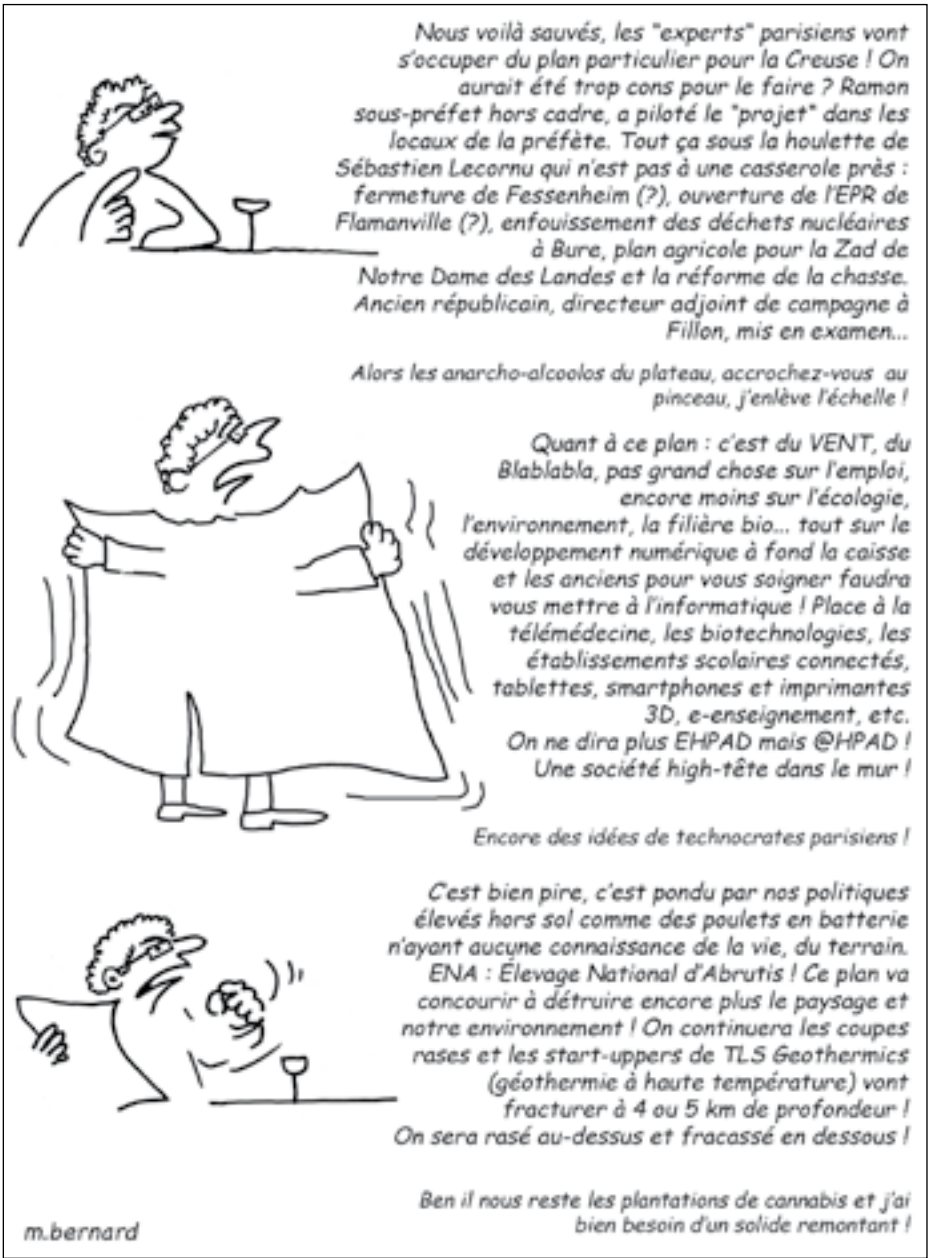 Nous voilà sauvés, les "experts" parisiens vont
s'occuper du plan particulier pour la Creuse ! On
aurait été trop cons pour le faire ? Ramon
sous-préfet hors cadre, a piloté le "projet" dans les
locaux de la préfète. Tout ça sous la houlette de
Sébastien Lecornu qui n'est pas à une casserole près :
fermeture de Fessenheim (?), ouverture de l'EPR de
Flamanville (?), enfouissement des déchets nucléaires
à Bure, plan agricole pour la Zad de
Notre Dame des Landes et la réforme de la chasse.
Ancien républicain, directeur adjoint de campagne à
Fillon, mis en examen...
Alors les anarcho-alcoolos du plateau, accrochez-vous au
pinceau, j'enlève l'échelle !
Quant à ce plan : c'est du VENT, du
Blablabla, pas grand chose sur l'emploi,
encore moins sur l'écologie,
l'environnement, la filière bio... tout sur le
développement numérique à fond la caisse
et les anciens pour vous soigner faudra
vous mettre à l'informatique ! Place à la
télémédecine, les biotechnologies, les
établissements scolaires connectés,
tablettes, smartphones et imprimantes
3D, e-enseignement, etc.
On ne dira plus EHPAD mais @HPAD !
Une société high-tête dans le mur !
Encore des idées de technocrates parisiens !
C'est bien pire, c'est pondu par nos politiques
élevés hors sol comme des poulets en batterie
n'ayant aucune connaissance de la vie, du terrain.
ENA : Élevage National d'Abrutis ! Ce plan va
concourir à détruire encore plus le paysage et
notre environnement ! On continuera les coupes
rases et les start-uppers de TLS Geothermics
(géothermie à haute température) vont
fracturer à 4 ou 5 km de profondeur !
On sera rasé au-dessus et fracassé en dessous !
Ben il nous reste les plantations de cannabis et j'ai
bien besoin d'un solide remontant !
m.bernard